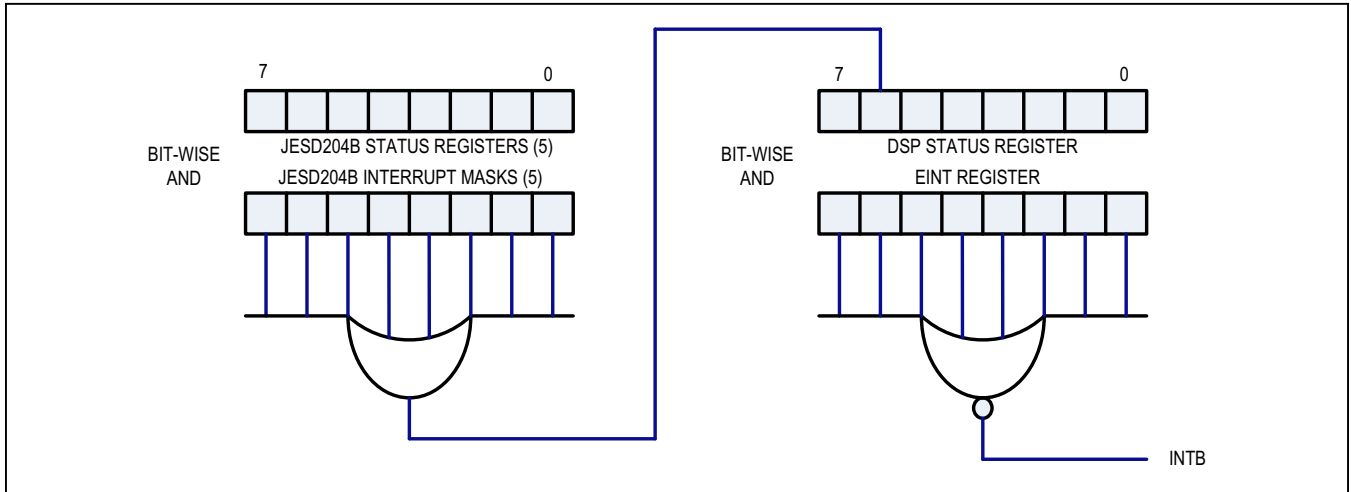 7 0
JESD204B STATUS REGISTERS (5)
BIT-WISE
AND
JESD204B INTERRUPT MASKS (5)
7 0
DSP STATUS REGISTER
BIT-WISE
AND
EINT REGISTER
INTB